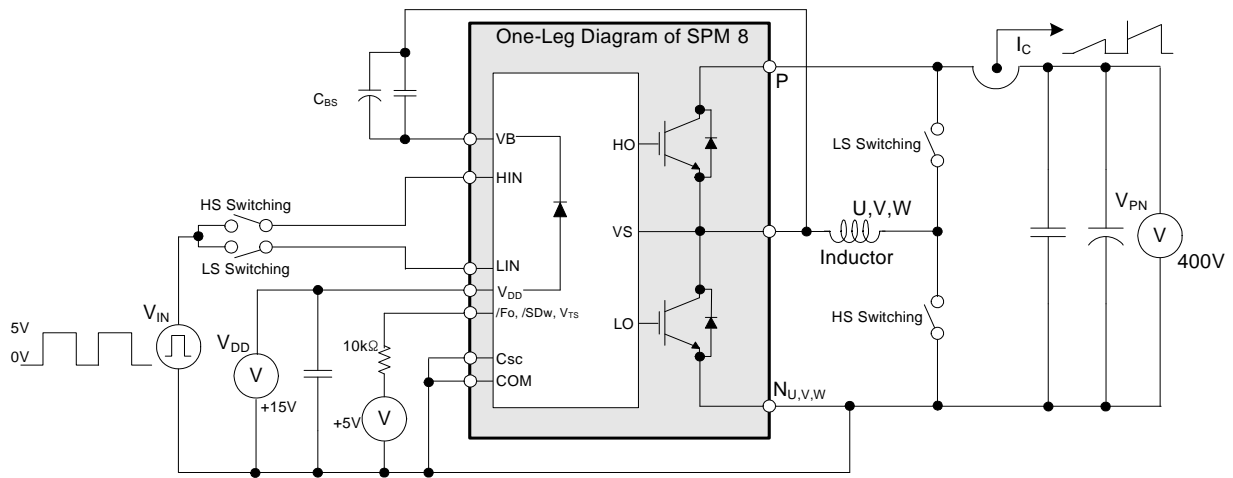 One-Leg Diagram of SPM 8
I_C
P
C_BS
VB
HO
LS Switching
HIN
HS Switching
U,V,W
V_PN
VS
V
Inductor
400V
LS Switching
LIN
V_DD
V_IN
/Fo, /SDw, V_TS
LO
HS Switching
5V
0V
V_DD
10kΩ
Csc
V
COM
N_U,V,W
+15V
+5V
V